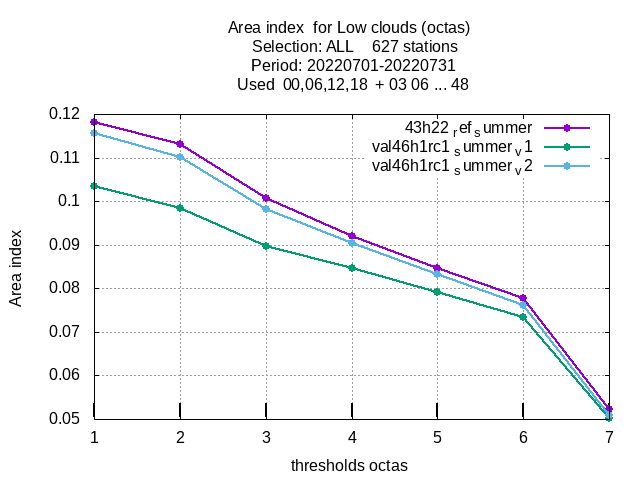 Area index  for Low clouds (octas)
Selection: ALL    627 stations
Period: 20220701-20220731
Used  00,06,12,18  + 03 06 ... 48
43h22 ref summer
val46h1rc1 summer v1
val46h1rc1 summer v2
0.12
0.11
0.1
0.09
0.08
0.07
0.06
0.05
Area index
1 2 3 4 5 6 7
thresholds octas